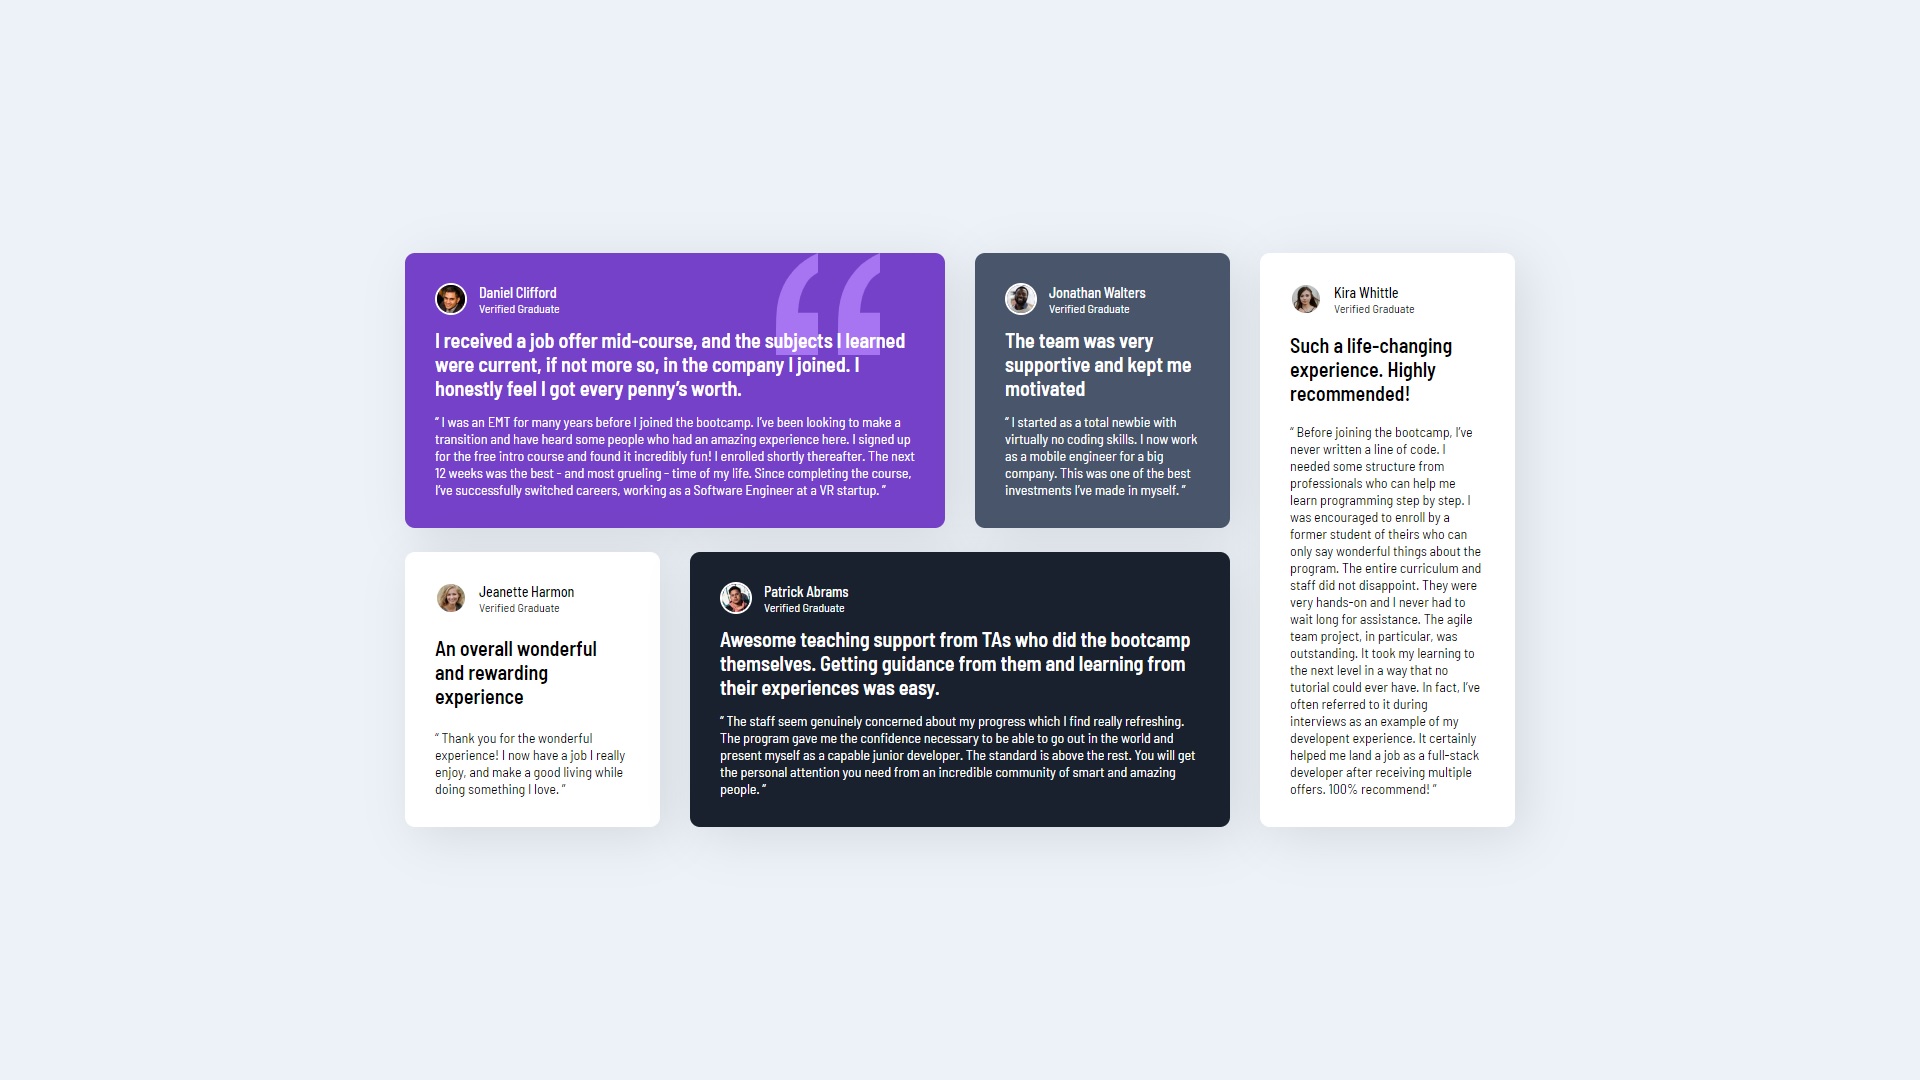 Daniel Clifford
Verified Graduate
I received a job offer mid-course, and the subjects I learned
were current, if not more so, in the company I joined. I
honestly feel I got every penny’s worth.
“ I was an EMT for many years before I joined the bootcamp. I’ve been looking to make a
transition and have heard some people who had an amazing experience here. I signed up
for the free intro course and found it incredibly fun! I enrolled shortly thereafter. The next
12 weeks was the best - and most grueling - time of my life. Since completing the course,
I’ve successfully switched careers, working as a Software Engineer at a VR startup. ”
Jonathan Walters
Verified Graduate
The team was very
supportive and kept me
motivated
“ I started as a total newbie with
virtually no coding skills. I now work
as a mobile engineer for a big
company. This was one of the best
investments I’ve made in myself. ”
Kira Whittle
Verified Graduate
Such a life-changing
experience. Highly
recommended!
“ Before joining the bootcamp, I’ve
never written a line of code. I
needed some structure from
professionals who can help me
learn programming step by step. I
was encouraged to enroll by a
former student of theirs who can
only say wonderful things about the
program. The entire curriculum and
staff did not disappoint. They were
very hands-on and I never had to
wait long for assistance. The agile
team project, in particular, was
outstanding. It took my learning to
the next level in a way that no
tutorial could ever have. In fact, I’ve
often referred to it during
interviews as an example of my
developent experience. It certainly
helped me land a job as a full-stack
developer after receiving multiple
offers. 100% recommend! ”
Jeanette Harmon
Verified Graduate
An overall wonderful
and rewarding
experience
“ Thank you for the wonderful
experience! I now have a job I really
enjoy, and make a good living while
doing something I love. ”
Patrick Abrams
Verified Graduate
Awesome teaching support from TAs who did the bootcamp
themselves. Getting guidance from them and learning from
their experiences was easy.
“ The staff seem genuinely concerned about my progress which I find really refreshing.
The program gave me the confidence necessary to be able to go out in the world and
present myself as a capable junior developer. The standard is above the rest. You will get
the personal attention you need from an incredible community of smart and amazing
people. ”